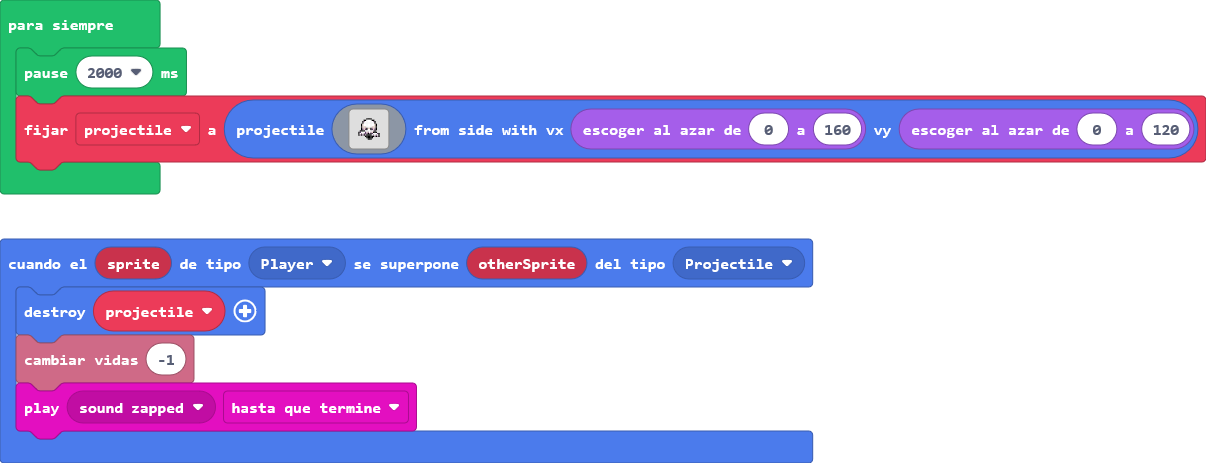 para siempre
pause 2000 ms
fijar projectile a projectile from side with vx escoger al azar de 0 a 160 vy escoger al azar de 0 a 120
cuando el sprite de tipo Player se superpone otherSprite del tipo Projectile
destroy projectile
cambiar vidas -1
play sound zapped hasta que termine